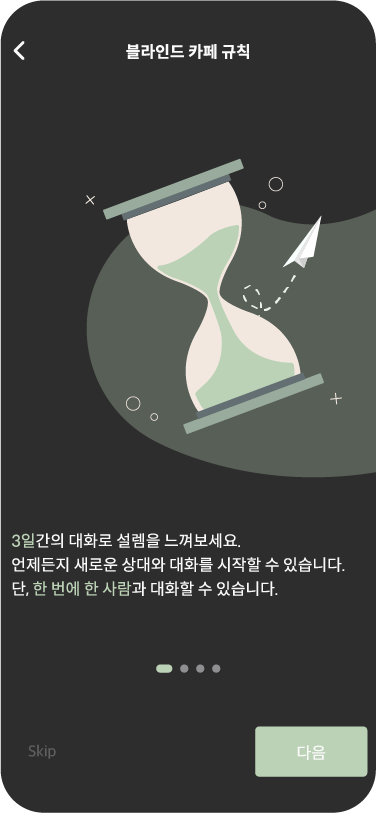 블라인드 카페 규칙
3일간의 대화로 설렘을 느껴보세요.
언제든지 새로운 상대와 대화를 시작할 수 있습니다.
단, 한 번에 한 사람과 대화할 수 있습니다.
Skip
다음